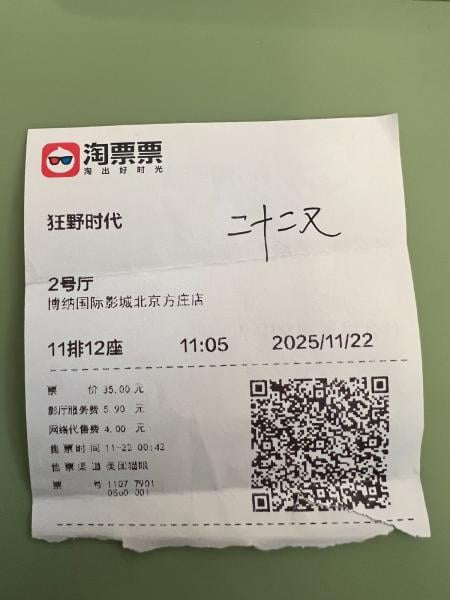 淘票票
淘出好时光
狂野时代
二十二又
2号厅
博纳国际影城北京方庄店
11排12座 11:05 2025/11/22
票 价 35.00 元
影厅服务费 5.90 元
网络代售费 4.00 元
售票时间 11-22 00:42
售票渠道 美团猫眼
票 号 1107 7901
0560 001